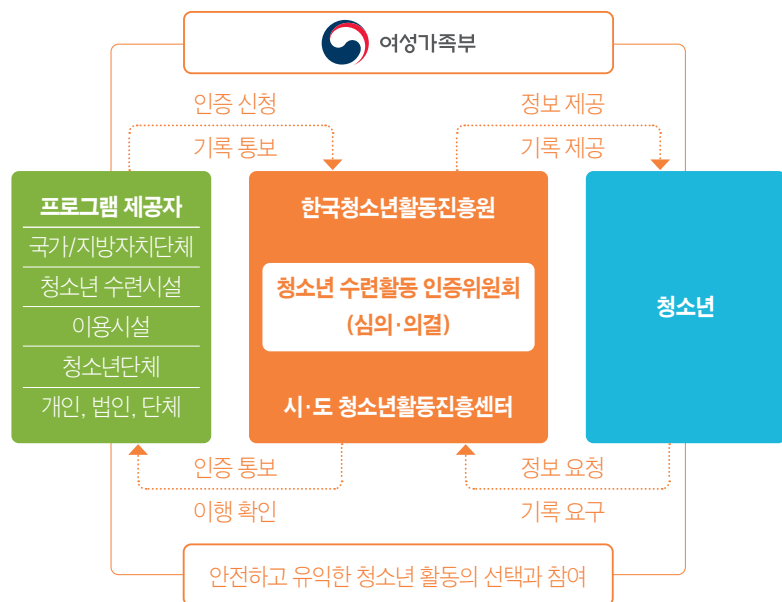 여성가족부
인증 신청
기록 통보
정보 제공
기록 제공
프로그램 제공자
국가/지방자치단체
청소년 수련시설
이용시설
청소년단체
개인, 법인, 단체
한국청소년활동진흥원
청소년 수련활동 인증위원회
(심의·의결)
시·도 청소년활동진흥센터
청소년
인증 통보
이행 확인
정보 요청
기록 요구
안전하고 유익한 청소년 활동의 선택과 참여